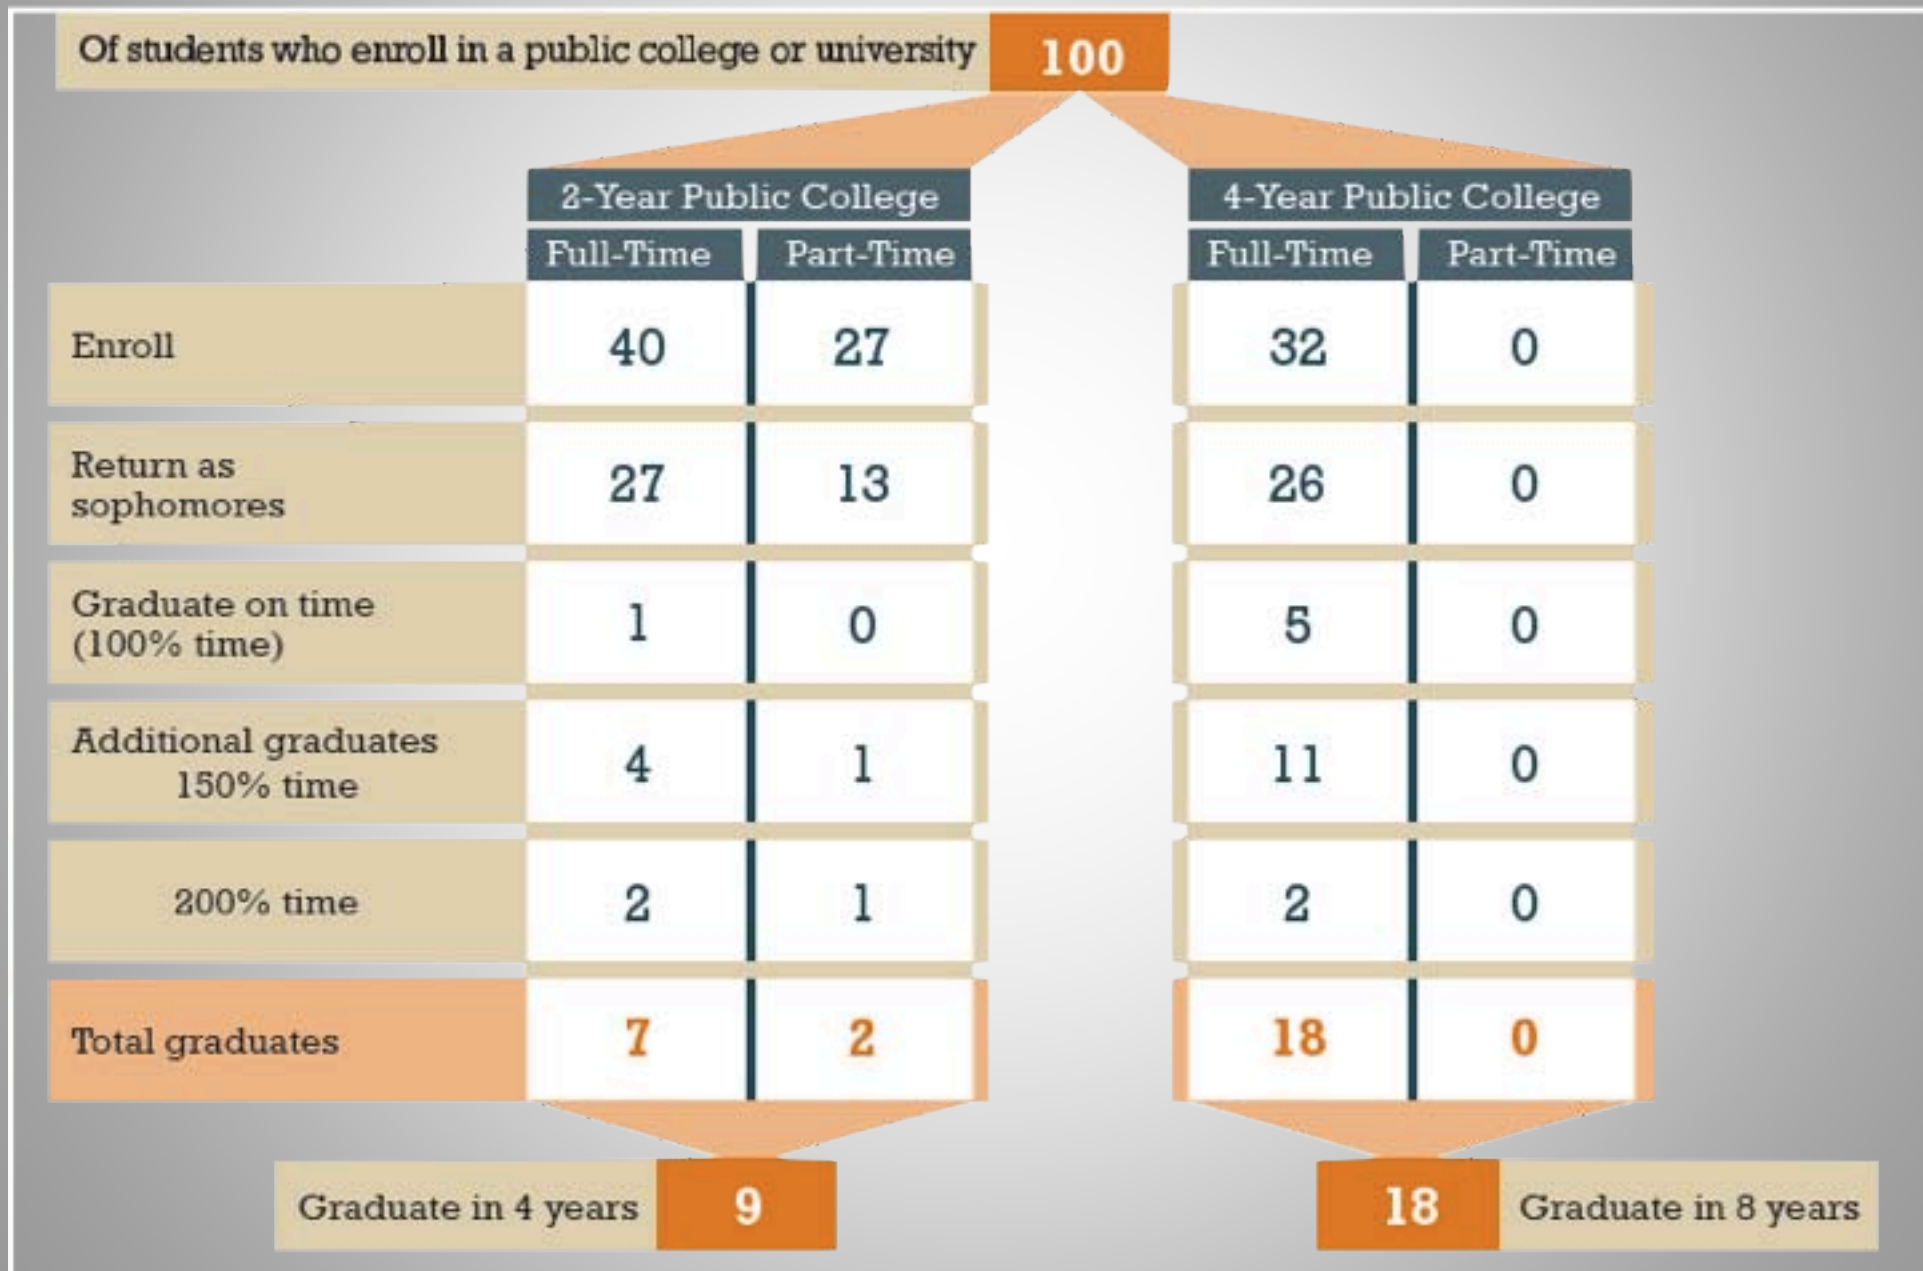 Of students who enroll in a public college or university 100
2-Year Public College 4-Year Public College
Full-Time Part-Time Full-Time Part-Time
Enroll 40 27 32 0
Return as
sophomores 27 13 26 0
Graduate on time
(100% time) 1 0 5 0
Additional graduates
150% time 4 1 11 0
200% time 2 1 2 0
Total graduates 7 2 18 0
Graduate in 4 years 9 18 Graduate in 8 years